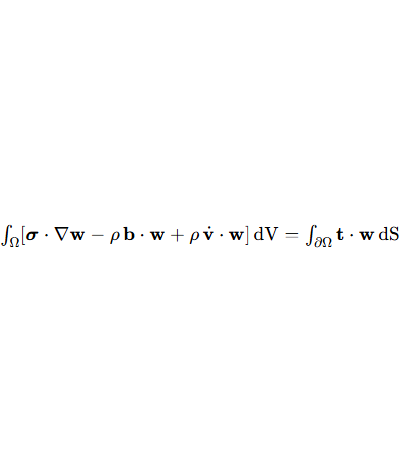 ∫_Ω[𝛔 · ∇𝐰 − ρ 𝐛 · 𝐰 + ρ 𝐯̇ · 𝐰] dV = ∫_∂Ω 𝐭 · 𝐰 dS